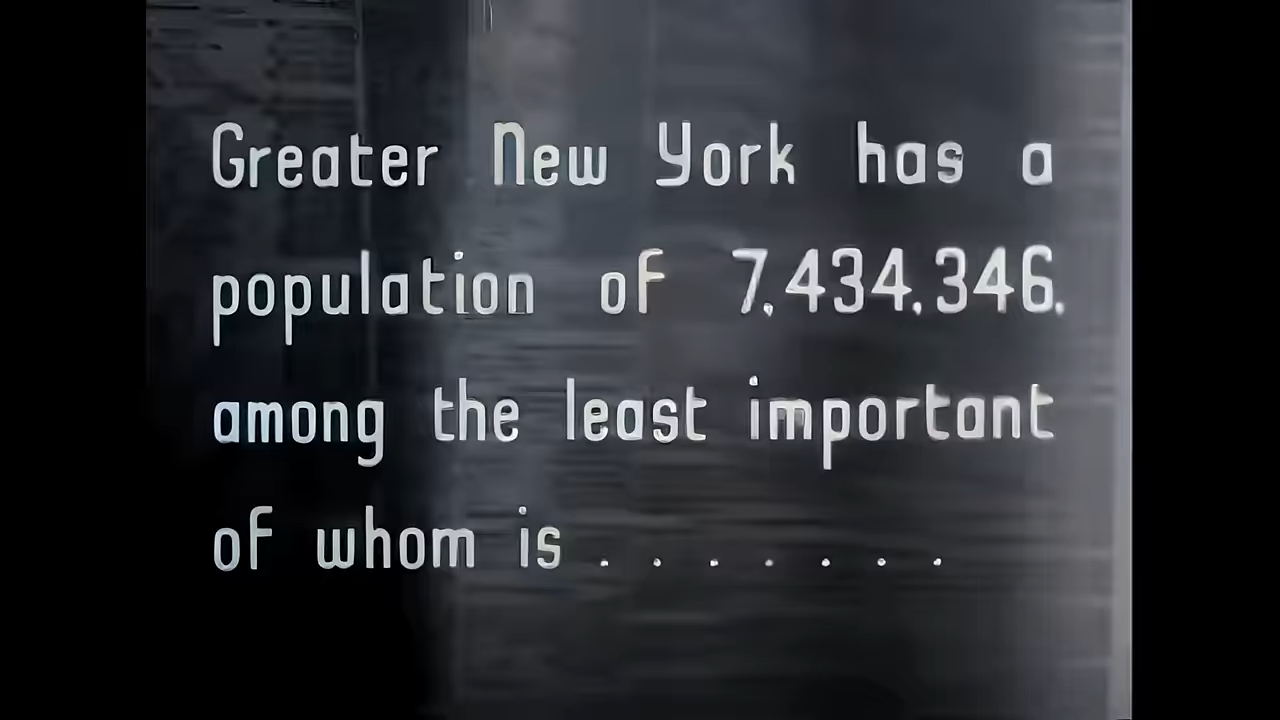 Greater New York has a
population of 7,434,346.
among the least important
of whom is . . . . . . .